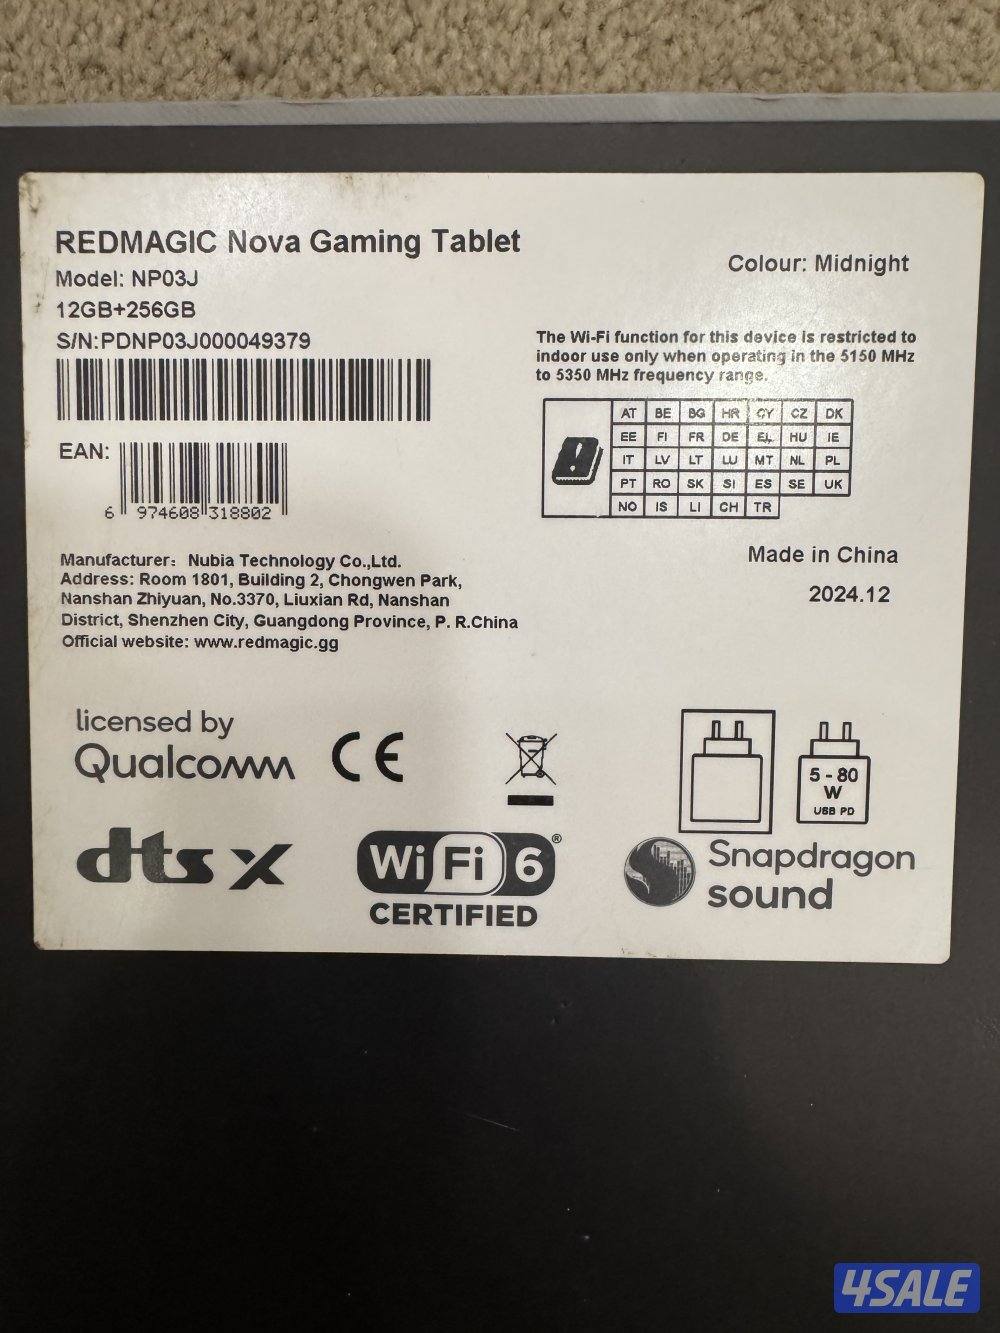 REDMAGIC Nova Gaming Tablet
Model: NP03J
12GB+256GB
S/N:PDNP03J000049379
EAN:
6 974608 318802
Colour: Midnight
The Wi-Fi function for this device is restricted to
indoor use only when operating in the 5150 MHz
to 5350 MHz frequency range.
AT BE BG HR CY CZ DK
EE FI FR DE EL HU IE
IT LV LT LU MT NL PL
PT RO SK SI ES SE UK
NO IS LI CH TR
Manufacturer: Nubia Technology Co.,Ltd.
Address: Room 1801, Building 2, Chongwen Park,
Nanshan Zhiyuan, No.3370, Liuxian Rd, Nanshan
District, Shenzhen City, Guangdong Province, P. R.China
Official website: www.redmagic.gg
Made in China
2024.12
licensed by
Qualcomm
CE
5 - 80
W
USB PD
dts X
Wi Fi 6®
CERTIFIED
Snapdragon
sound
4SALE